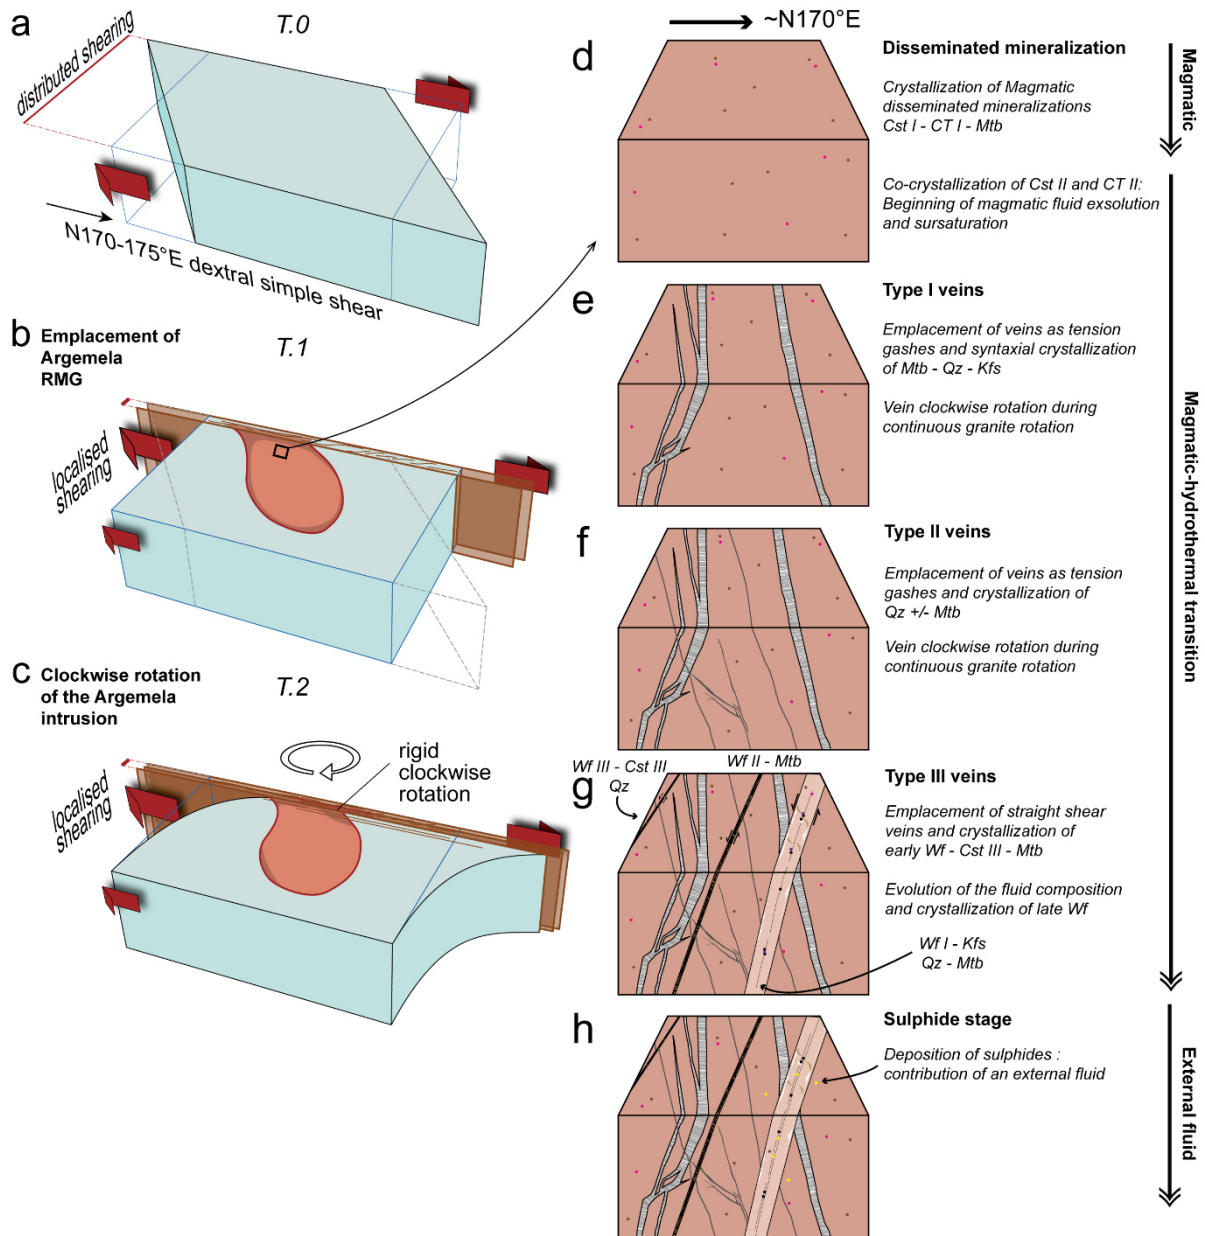 a
T.0
distributed shearing
N170-175°E dextral simple shear
b
Emplacement of
Argemela
RMG
T.1
localised
shearing
c
Clockwise rotation
of the Argemela
intrusion
T.2
rigid
clockwise
rotation
localised
shearing
~N170°E
d
Disseminated mineralization
Crystallization of Magmatic
disseminated mineralizations
Cst I - CT I - Mtb
Co-crystallization of Cst II and CT II:
Beginning of magmatic fluid exsolution
and sursaturation
e
Type I veins
Emplacement of veins as tension
gashes and syntaxial crystallization
of Mtb - Qz - Kfs
Vein clockwise rotation during
continuous granite rotation
f
Type II veins
Emplacement of veins as tension
gashes and crystallization of
Qz +/- Mtb
Vein clockwise rotation during
continuous granite rotation
Wf III - Cst III
Qz
Wf II - Mtb
g
Type III veins
Emplacement of straight shear
veins and crystallization of
early Wf - Cst III - Mtb
Evolution of the fluid composition
and crystallization of late Wf
Wf I - Kfs
Qz - Mtb
h
Sulphide stage
Deposition of sulphides :
contribution of an external fluid
Magmatic
Magmatic-hydrothermal transition
External fluid